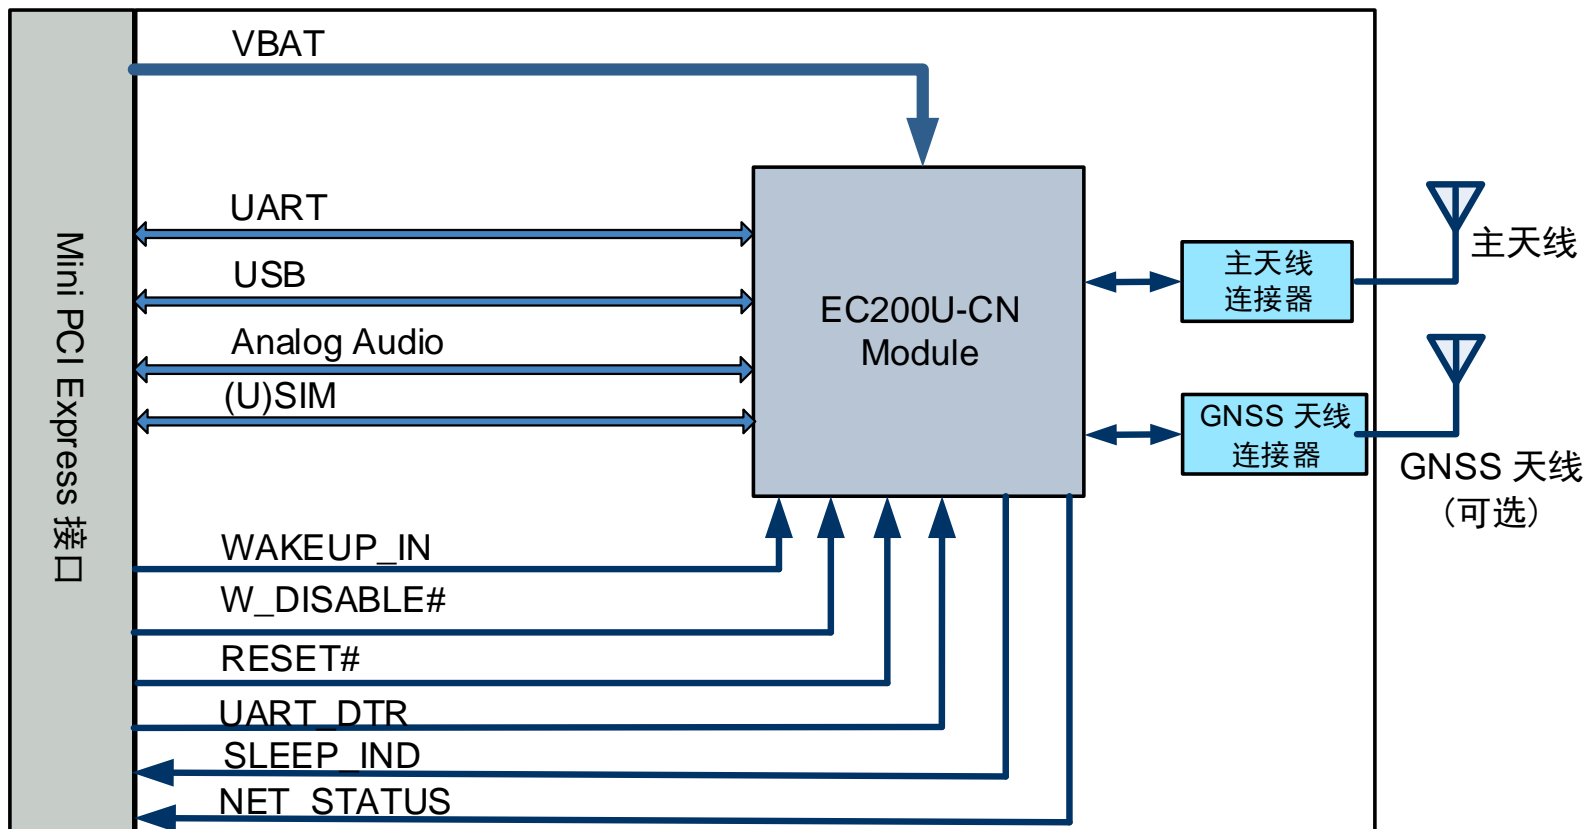 VBAT
UART
USB
Analog Audio
(U)SIM
Mini PCI Express 接口
EC200U-CN
Module
主天线
连接器
主天线
GNSS 天线
连接器
GNSS 天线
(可选)
WAKEUP_IN
W_DISABLE#
RESET#
UART_DTR
SLEEP_IND
NET_STATUS